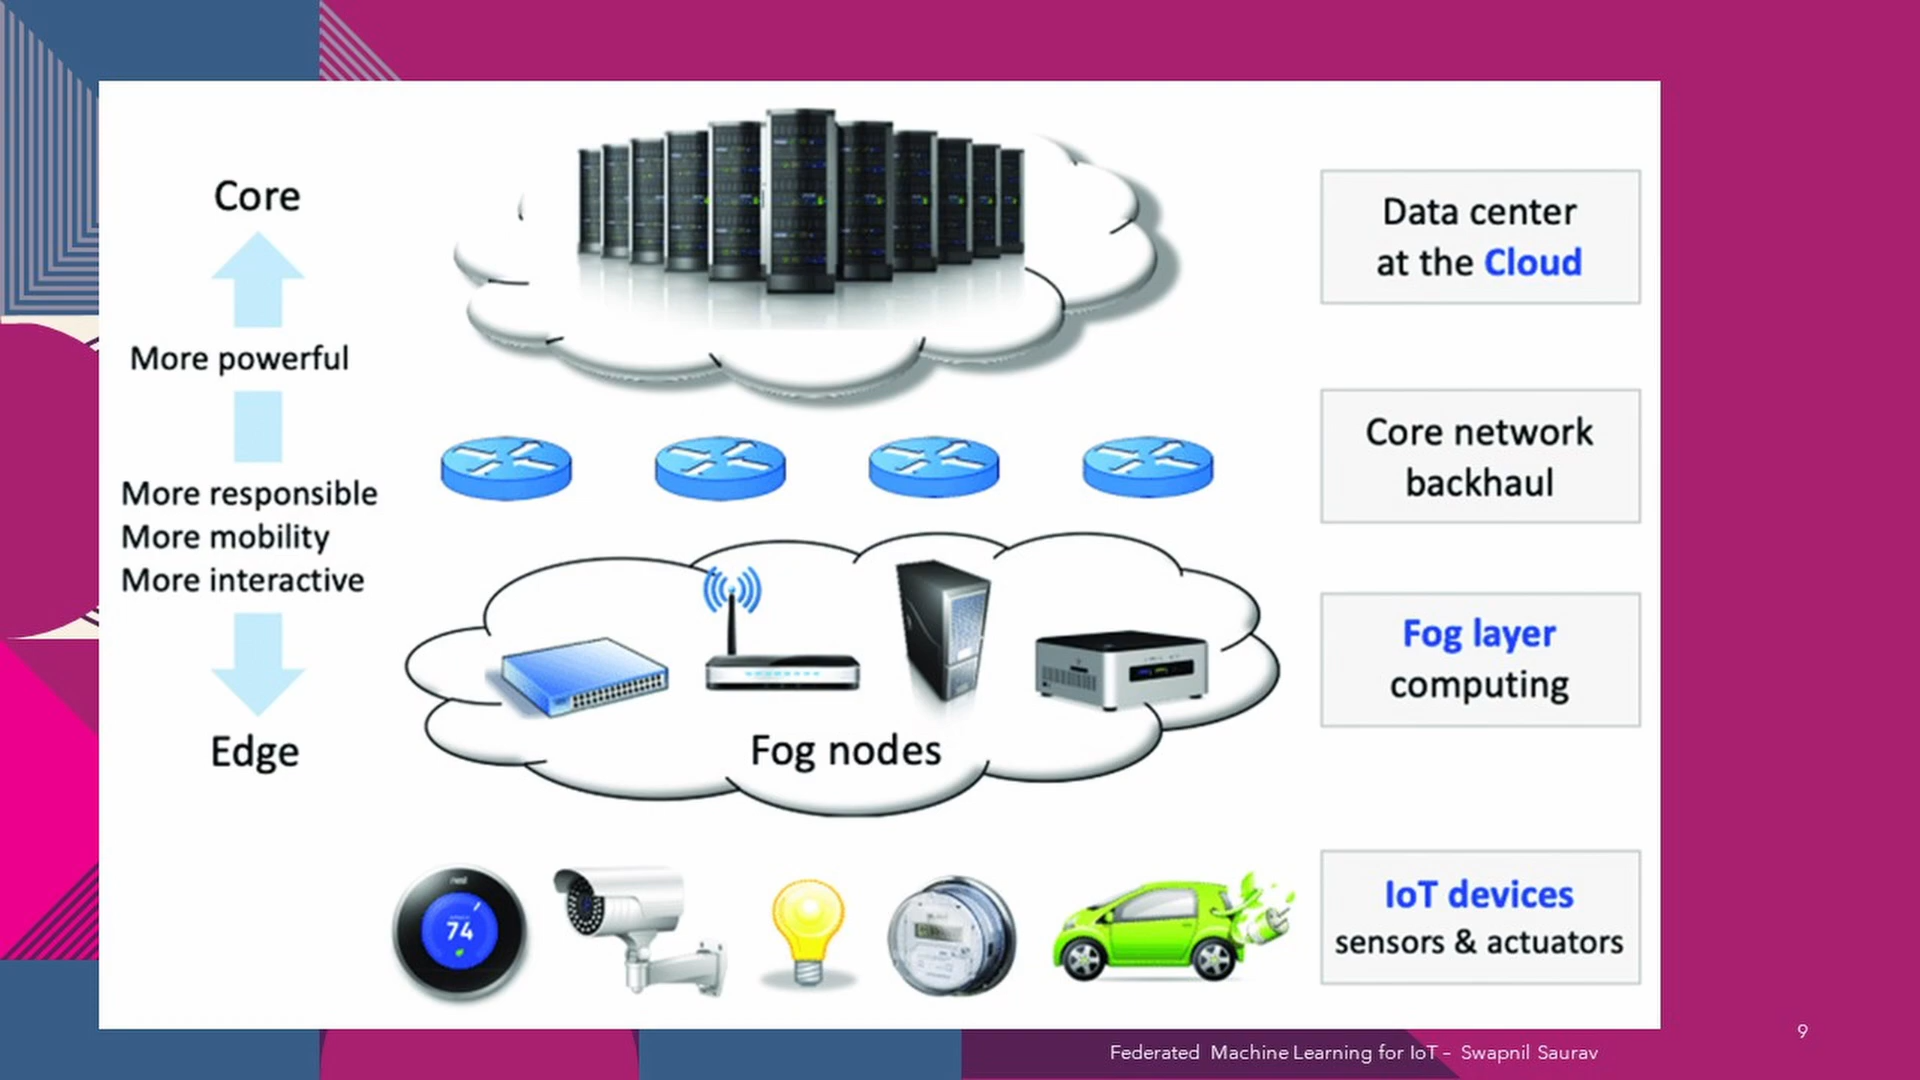 Core
More powerful
More responsible
More mobility
More interactive
Edge
Data center
at the Cloud
Core network
backhaul
Fog layer
computing
Fog nodes
nest
74
IoT devices
sensors & actuators
9
Federated Machine Learning for IoT - Swapnil Saurav